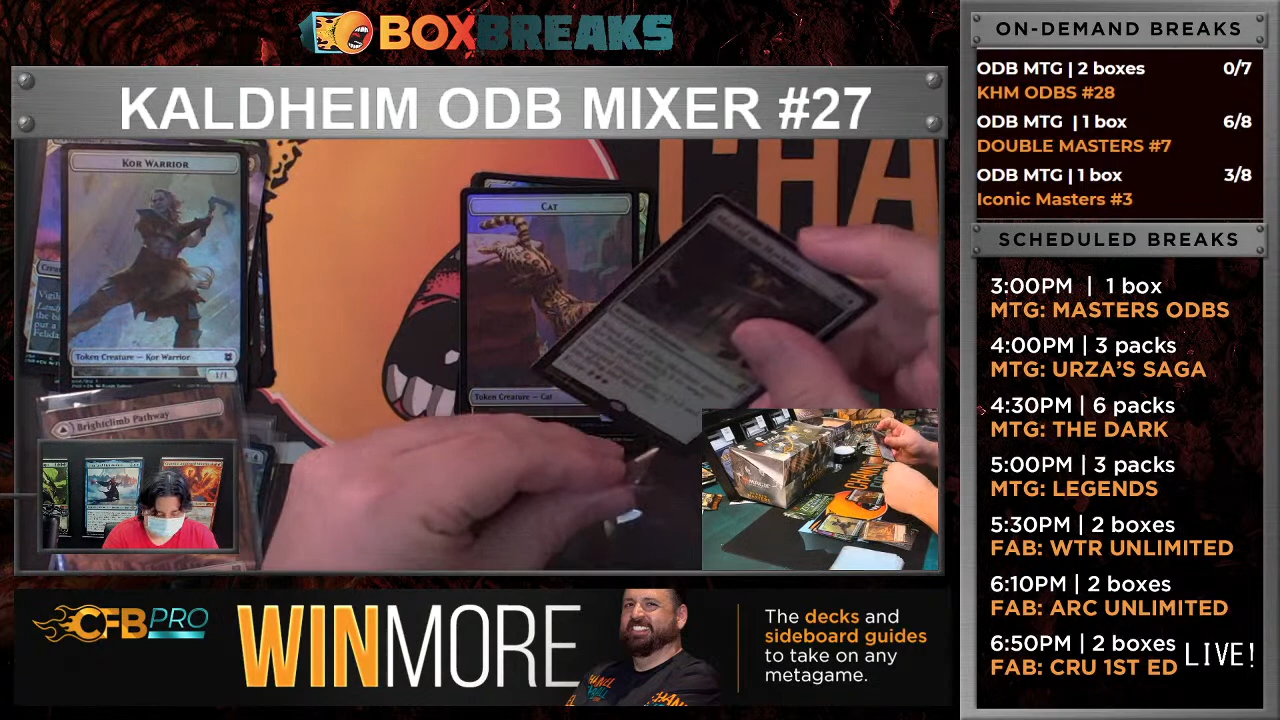 BOXBREAKS
KALDHEIM ODB MIXER #27
KOR WARRIOR
Token Creature — Kor Warrior
1/1
Brightclimb Pathway
CAT
Token Creature — Cat
CHA
CFBPRO
WINMORE
The decks and
sideboard guides
to take on any
metagame.
ON-DEMAND BREAKS
ODB MTG | 2 boxes 0/7
KHM ODBS #28
ODB MTG | 1 box 6/8
DOUBLE MASTERS #7
ODB MTG | 1 box 3/8
Iconic Masters #3
SCHEDULED BREAKS
3:00PM | 1 box
MTG: MASTERS ODBS
4:00PM | 3 packs
MTG: URZA'S SAGA
4:30PM | 6 packs
MTG: THE DARK
5:00PM | 3 packs
MTG: LEGENDS
5:30PM | 2 boxes
FAB: WTR UNLIMITED
6:10PM | 2 boxes
FAB: ARC UNLIMITED
6:50PM | 2 boxes
FAB: CRU 1ST ED
LIVE!